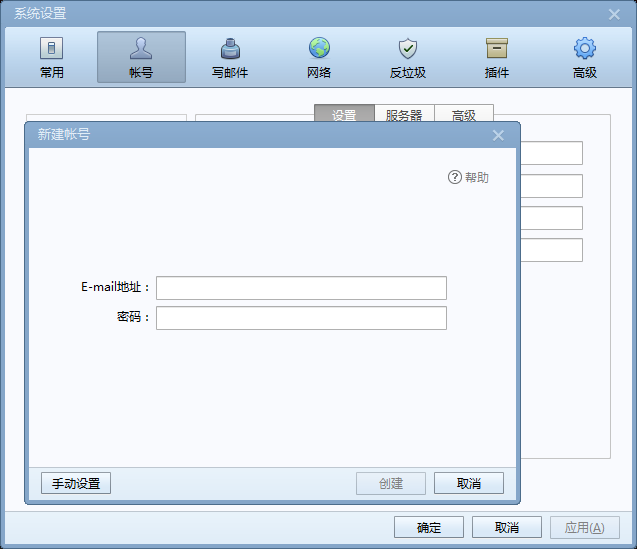 系统设置
常用 帐号 写邮件 网络 反垃圾 插件 高级
设置 服务器 高级
新建帐号
帮助
E-mail地址：
密码：
手动设置 创建 取消
确定 取消 应用(A)